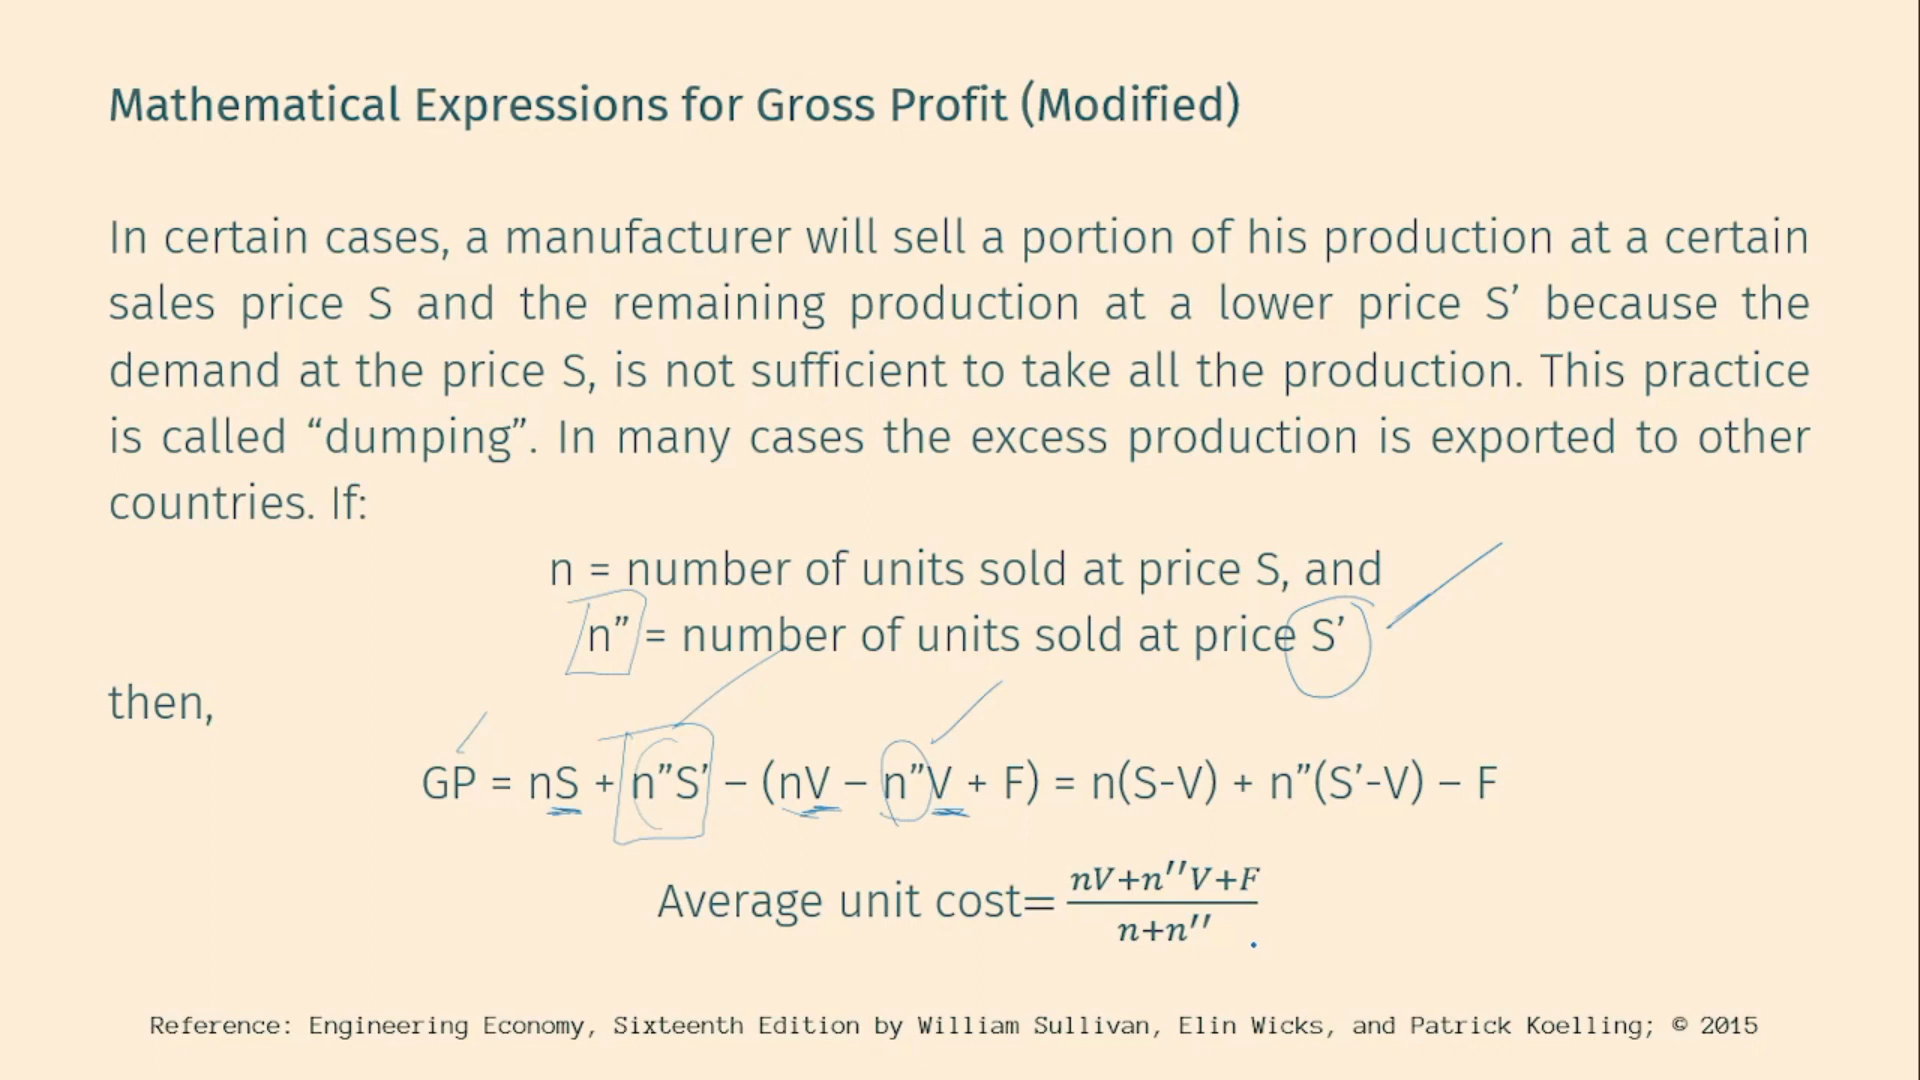 Mathematical Expressions for Gross Profit (Modified)
In certain cases, a manufacturer will sell a portion of his production at a certain
sales price S and the remaining production at a lower price S’ because the
demand at the price S, is not sufficient to take all the production. This practice
is called “dumping”. In many cases the excess production is exported to other
countries. If:
n = number of units sold at price S, and
n” = number of units sold at price S’
then,
GP = nS + n”S’ – (nV – n”V + F) = n(S-V) + n”(S’-V) – F
Average unit cost= \frac{nV+n''V+F}{n+n''}
Reference: Engineering Economy, Sixteenth Edition by William Sullivan, Elin Wicks, and Patrick Koelling; © 2015